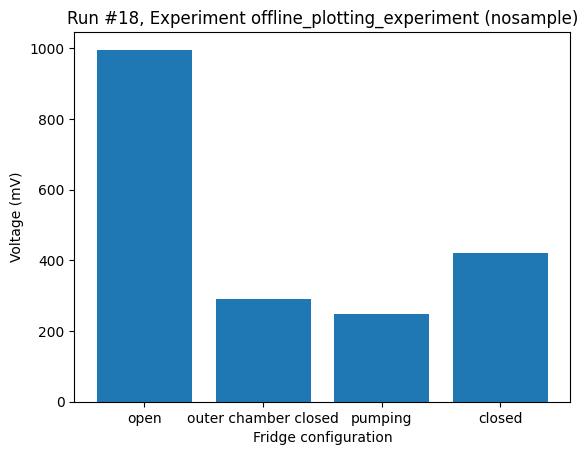 Run #18, Experiment offline_plotting_experiment (nosample)
1000
800
600
400
200
0
Voltage (mV)
open
outer chamber closed
pumping
closed
Fridge configuration